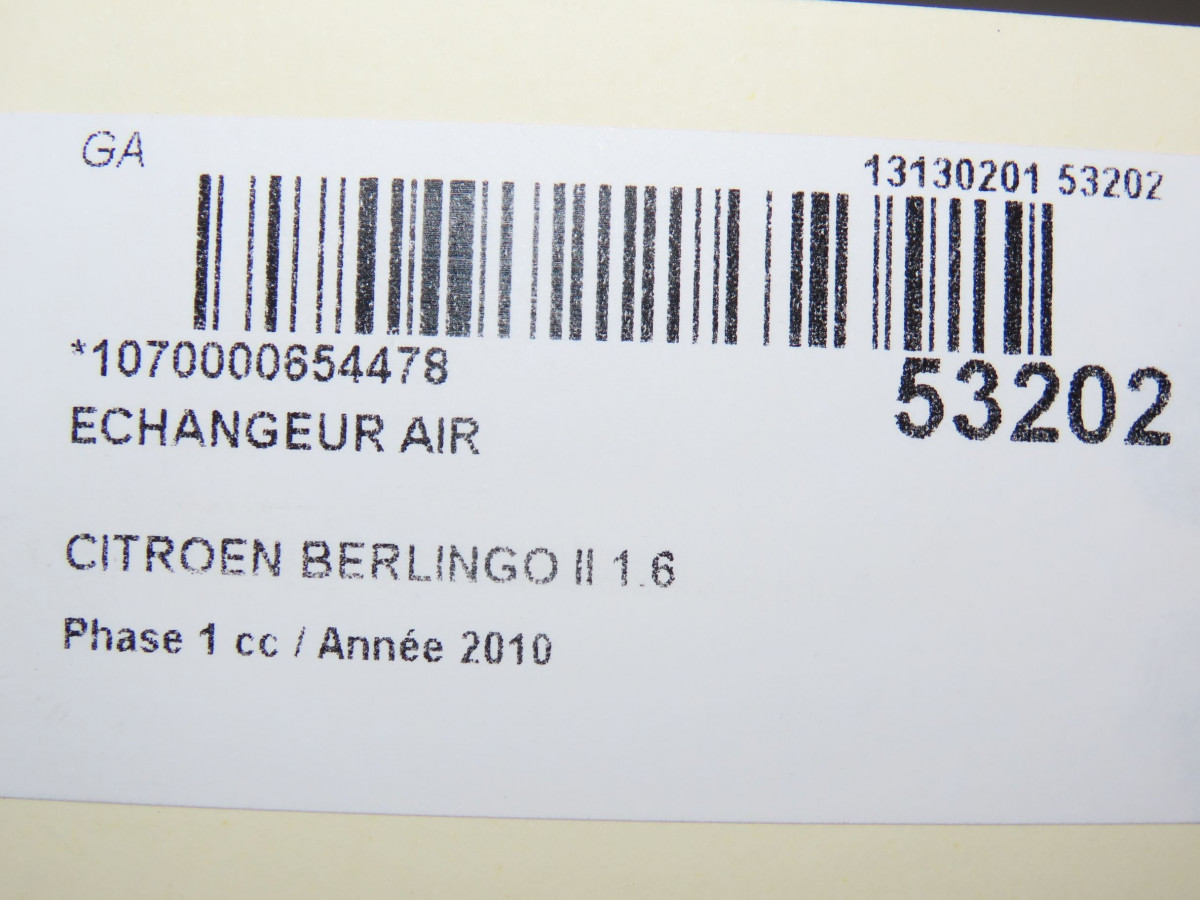 GA
13130201 53202
*1070000654478
53202
ECHANGEUR AIR
CITROEN BERLINGO II 1.6
Phase 1 cc / Année 2010